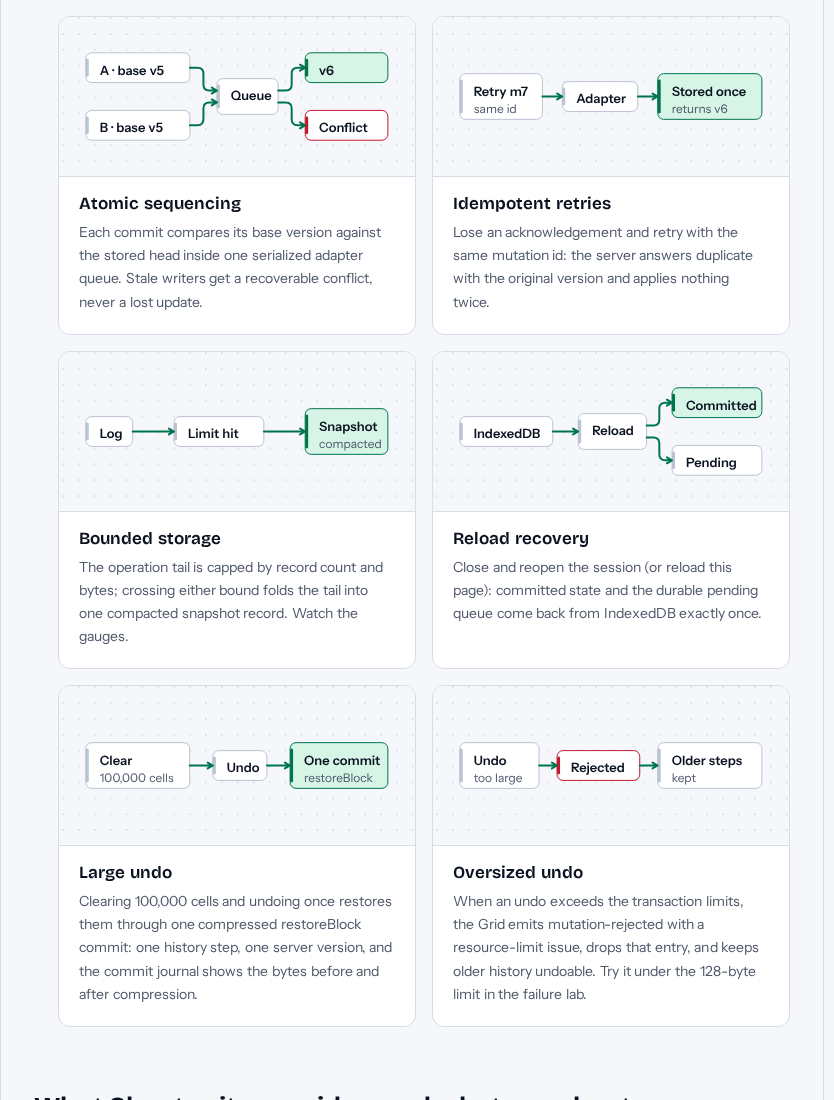 A · base v5
B · base v5
Queue
v6
Conflict
Atomic sequencing
Each commit compares its base version against
the stored head inside one serialized adapter
queue. Stale writers get a recoverable conflict,
never a lost update.
Retry m7
same id
Adapter
Stored once
returns v6
Idempotent retries
Lose an acknowledgement and retry with the
same mutation id: the server answers duplicate
with the original version and applies nothing
twice.
Log
Limit hit
Snapshot
compacted
Bounded storage
The operation tail is capped by record count and
bytes; crossing either bound folds the tail into
one compacted snapshot record. Watch the
gauges.
IndexedDB
Reload
Committed
Pending
Reload recovery
Close and reopen the session (or reload this
page): committed state and the durable pending
queue come back from IndexedDB exactly once.
Clear
100,000 cells
Undo
One commit
restoreBlock
Large undo
Clearing 100,000 cells and undoing once restores
them through one compressed restoreBlock
commit: one history step, one server version, and
the commit journal shows the bytes before and
after compression.
Undo
too large
Rejected
Older steps
kept
Oversized undo
When an undo exceeds the transaction limits,
the Grid emits mutation-rejected with a
resource-limit issue, drops that entry, and keeps
older history undoable. Try it under the 128-byte
limit in the failure lab.